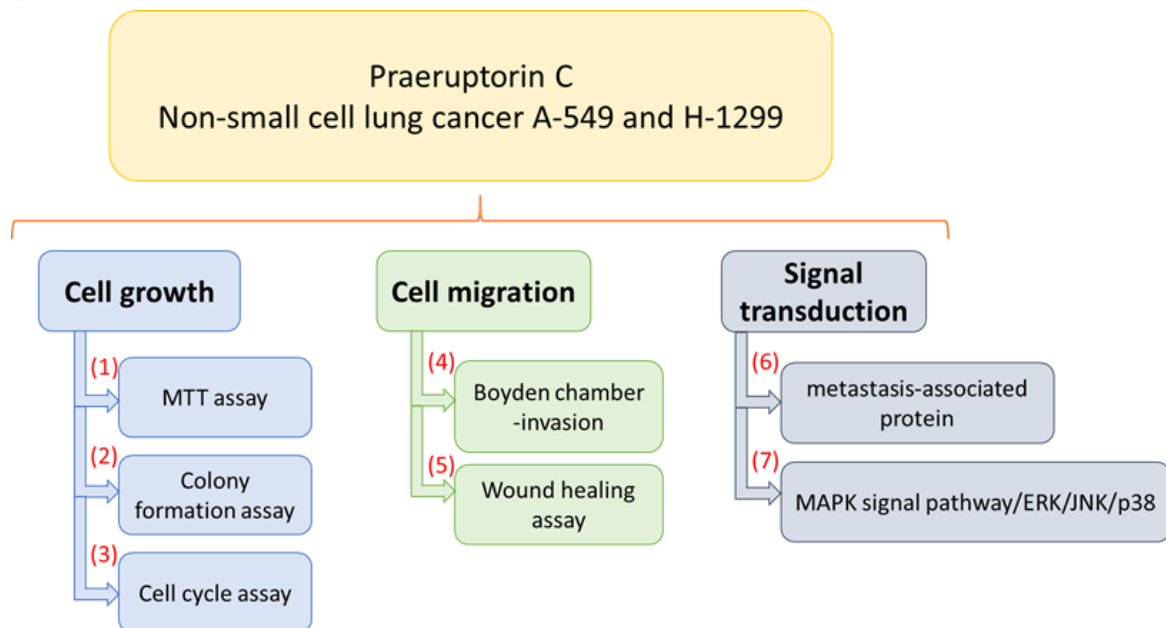 Praeruptorin C
Non-small cell lung cancer A-549 and H-1299
Cell growth
(1)
MTT assay
(2)
Colony
formation assay
(3)
Cell cycle assay
Cell migration
(4)
Boyden chamber
-invasion
(5)
Wound healing
assay
Signal
transduction
(6)
metastasis-associated
protein
(7)
MAPK signal pathway/ERK/JNK/p38